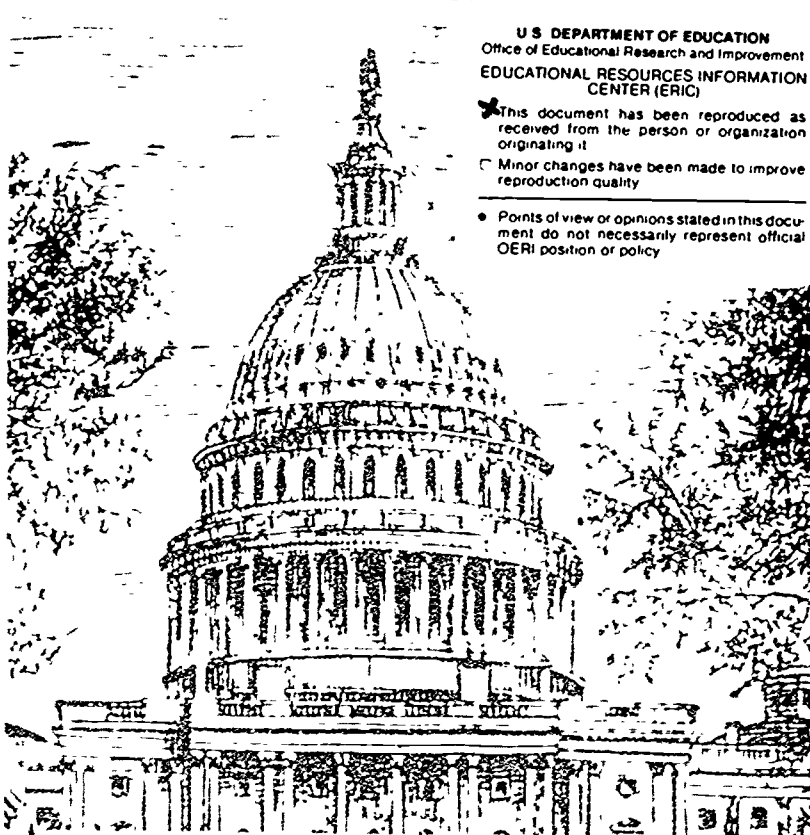 U S DEPARTMENT OF EDUCATION
Office of Educational Research and Improvement
EDUCATIONAL RESOURCES INFORMATION
CENTER (ERIC)
This document has been reproduced as
received from the person or organization
originating it
Minor changes have been made to improve
reproduction quality
• Points of view or opinions stated in this docu-
ment do not necessarily represent official
OERI position or policy